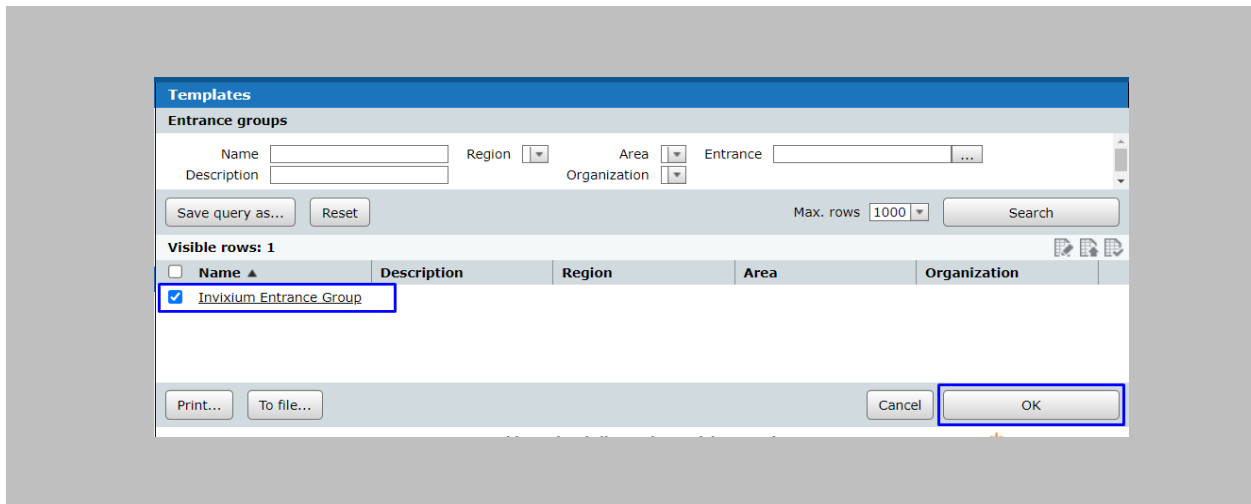 Templates
Entrance groups
Name Region Area Entrance ...
Description Organization
Save query as... Reset Max. rows 1000 Search
Visible rows: 1
Name ▲ Description Region Area Organization
Invixium Entrance Group
Print... To file... Cancel OK